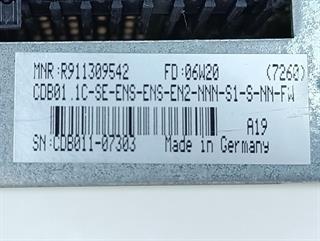 MNR:R911309542 FD:06W20 (7260)
CDB01.1C-SE-ENS-ENS-EN2-NNN-S1-S-NN-FW
A19
SN:CDB011-07303 Made in Germany